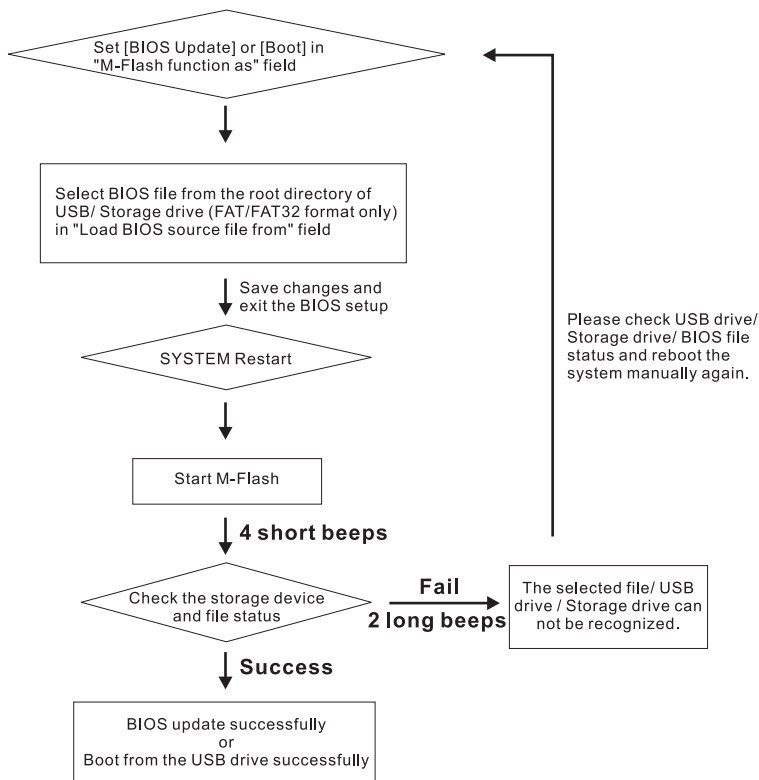 Set [BIOS Update] or [Boot] in
"M-Flash function as" field
Select BIOS file from the root directory of
USB/ Storage drive (FAT/FAT32 format only)
in "Load BIOS source file from" field
Save changes and
exit the BIOS setup
SYSTEM Restart
Start M-Flash
4 short beeps
Check the storage device
and file status
Fail
2 long beeps
The selected file/ USB
drive / Storage drive can
not be recognized.
Please check USB drive/
Storage drive/ BIOS file
status and reboot the
system manually again.
Success
BIOS update successfully
or
Boot from the USB drive successfully